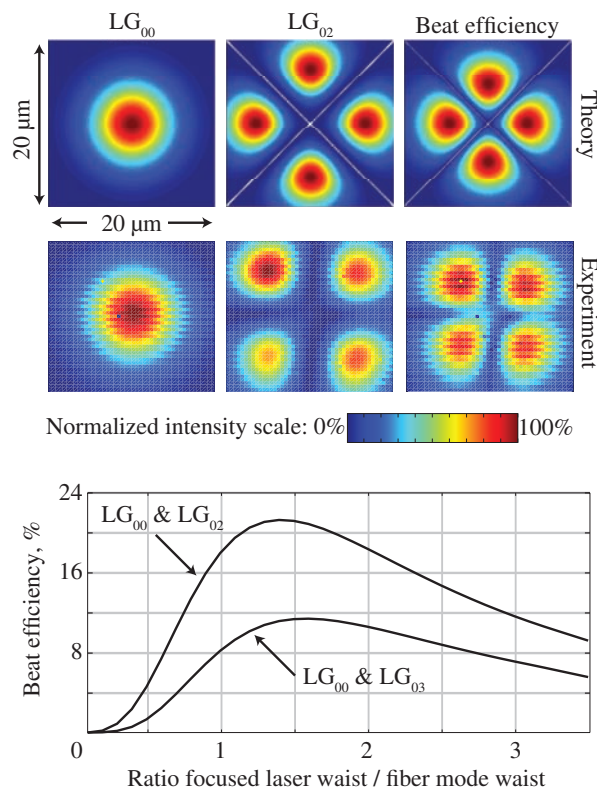 LG₀₀ LG₀₂ Beat efficiency
20 µm
Theory
20 µm
Experiment
Normalized intensity scale: 0% 100%
24
16
8
0
Beat efficiency, %
LG₀₀ & LG₀₂
LG₀₀ & LG₀₃
1 2 3
Ratio focused laser waist / fiber mode waist